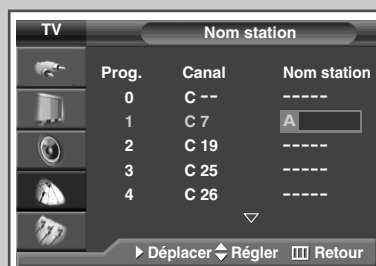 TV Nom station
Prog. Canal Nom station
0 C -- -----
1 C 7 A
2 C 19 -----
3 C 25 -----
4 C 26 -----
Déplacer Régler Retour